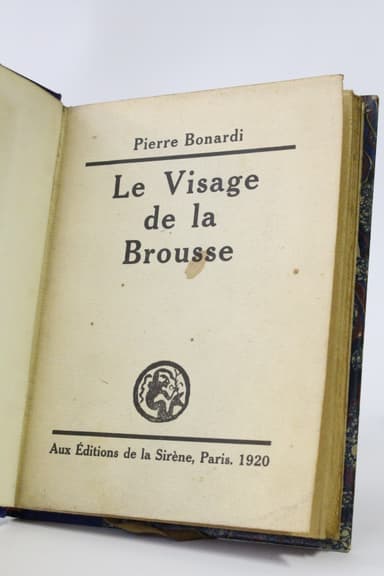 Pierre Bonardi
Le Visage
de la
Brousse
Aux Éditions de la Sirène, Paris. 1920